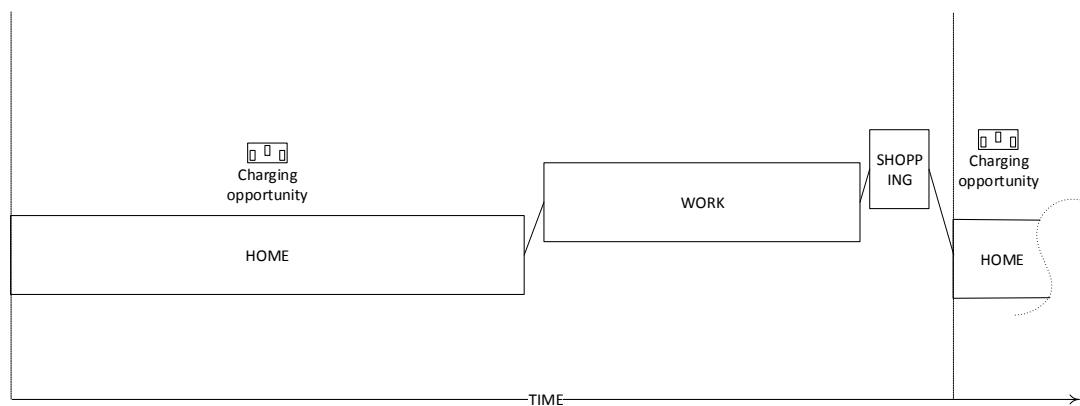 Charging
opportunity
HOME
WORK
SHOPP
ING
Charging
opportunity
HOME
TIME